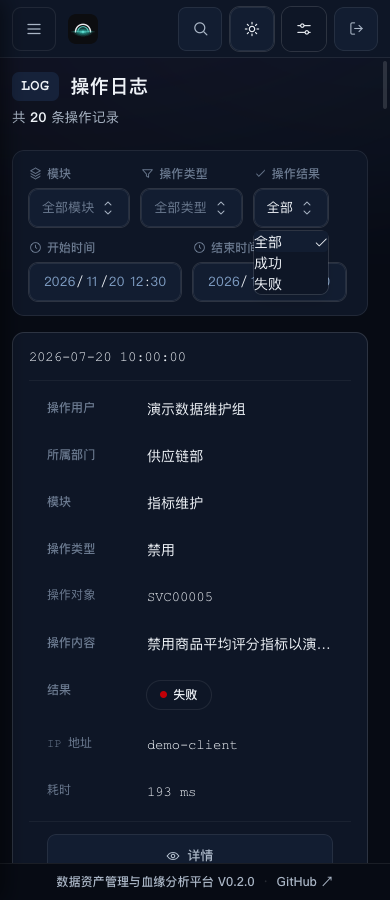 LOG 操作日志
共 20 条操作记录
模块 操作类型 操作结果
全部模块 全部类型 全部
开始时间 结束时间
全部
成功
失败
2026/11/20 12:30 2026/
2026-07-20 10:00:00
操作用户 演示数据维护组
所属部门 供应链部
模块 指标维护
操作类型 禁用
操作对象 SVC00005
操作内容 禁用商品平均评分指标以演...
结果 失败
IP 地址 demo-client
耗时 193 ms
详情
数据资产管理与血缘分析平台 V0.2.0 · GitHub ↗